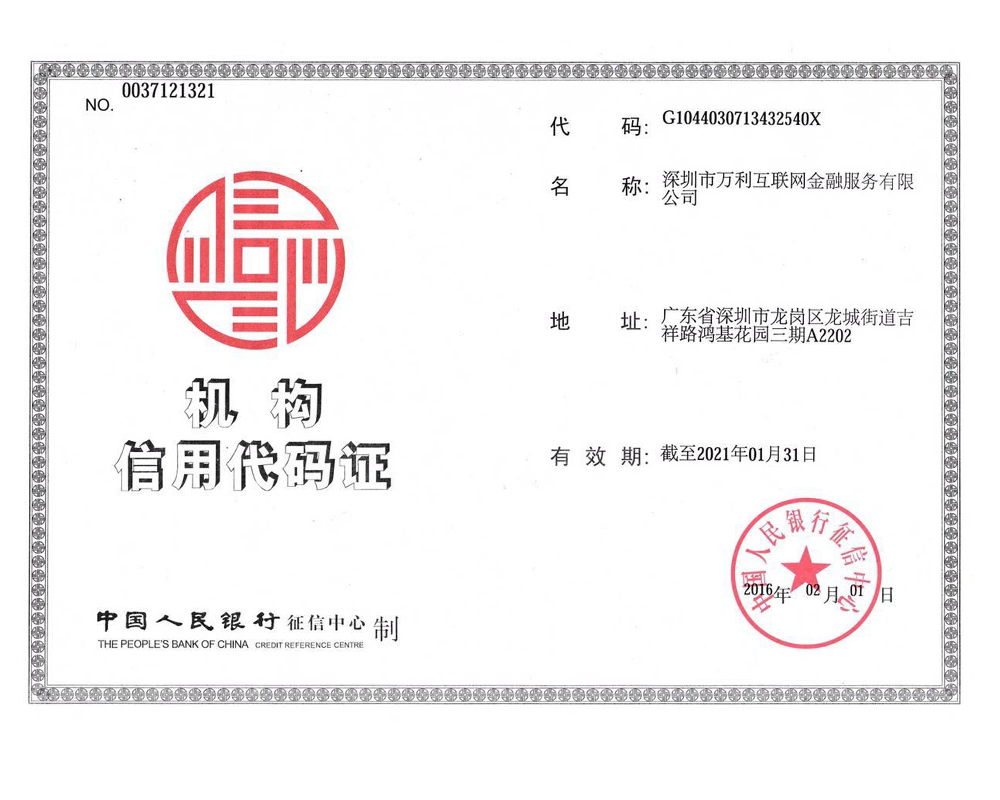 NO. 0037121321
机 构
信用代码证
中国人民银行 征信中心 制
THE PEOPLE'S BANK OF CHINA CREDIT REFERENCE CENTRE
代 码: G1044030713432540X
名 称: 深圳市万利互联网金融服务有限
公司
地 址: 广东省深圳市龙岗区龙城街道吉
祥路鸿基花园三期A2202
有 效 期: 截至2021年01月31日
中国人民银行征信中心
2016年 02月 01 日